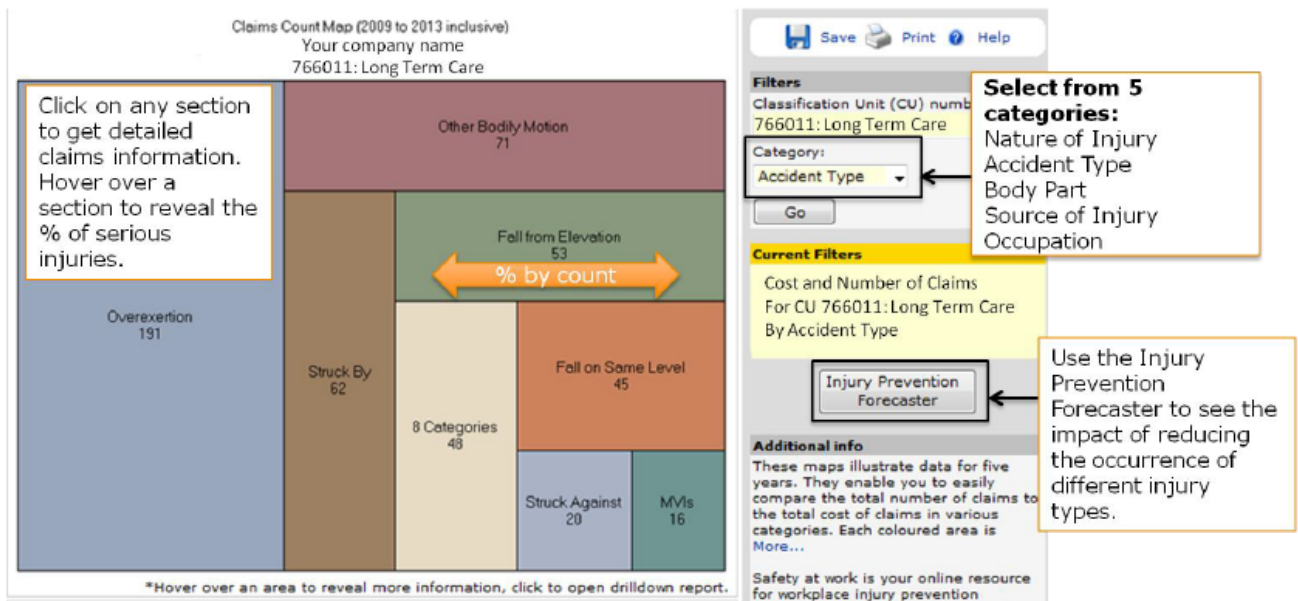 Claims Count Map (2009 to 2013 inclusive)
Your company name
766011: Long Term Care
Click on any section
to get detailed
claims information.
Hover over a
section to reveal the
% of serious
injuries.
Other Bodily Motion
71
Fall from Elevation
53
% by count
Overexertion
191
Struck By
62
Fall on Same Level
45
8 Categories
48
Struck Against
20
MVIs
16
*Hover over an area to reveal more information, click to open drilldown report.
Save Print Help
Filters
Classification Unit (CU) numb
766011: Long Term Care
Category:
Accident Type
Go
Select from 5
categories:
Nature of Injury
Accident Type
Body Part
Source of Injury
Occupation
Current Filters
Cost and Number of Claims
For CU 766011: Long Term Care
By Accident Type
Injury Prevention
Forecaster
Use the Injury
Prevention
Forecaster to see the
impact of reducing
the occurrence of
different injury
types.
Additional info
These maps illustrate data for five
years. They enable you to easily
compare the total number of claims to
the total cost of claims in various
categories. Each coloured area is
More...
Safety at work is your online resource
for workplace injury prevention